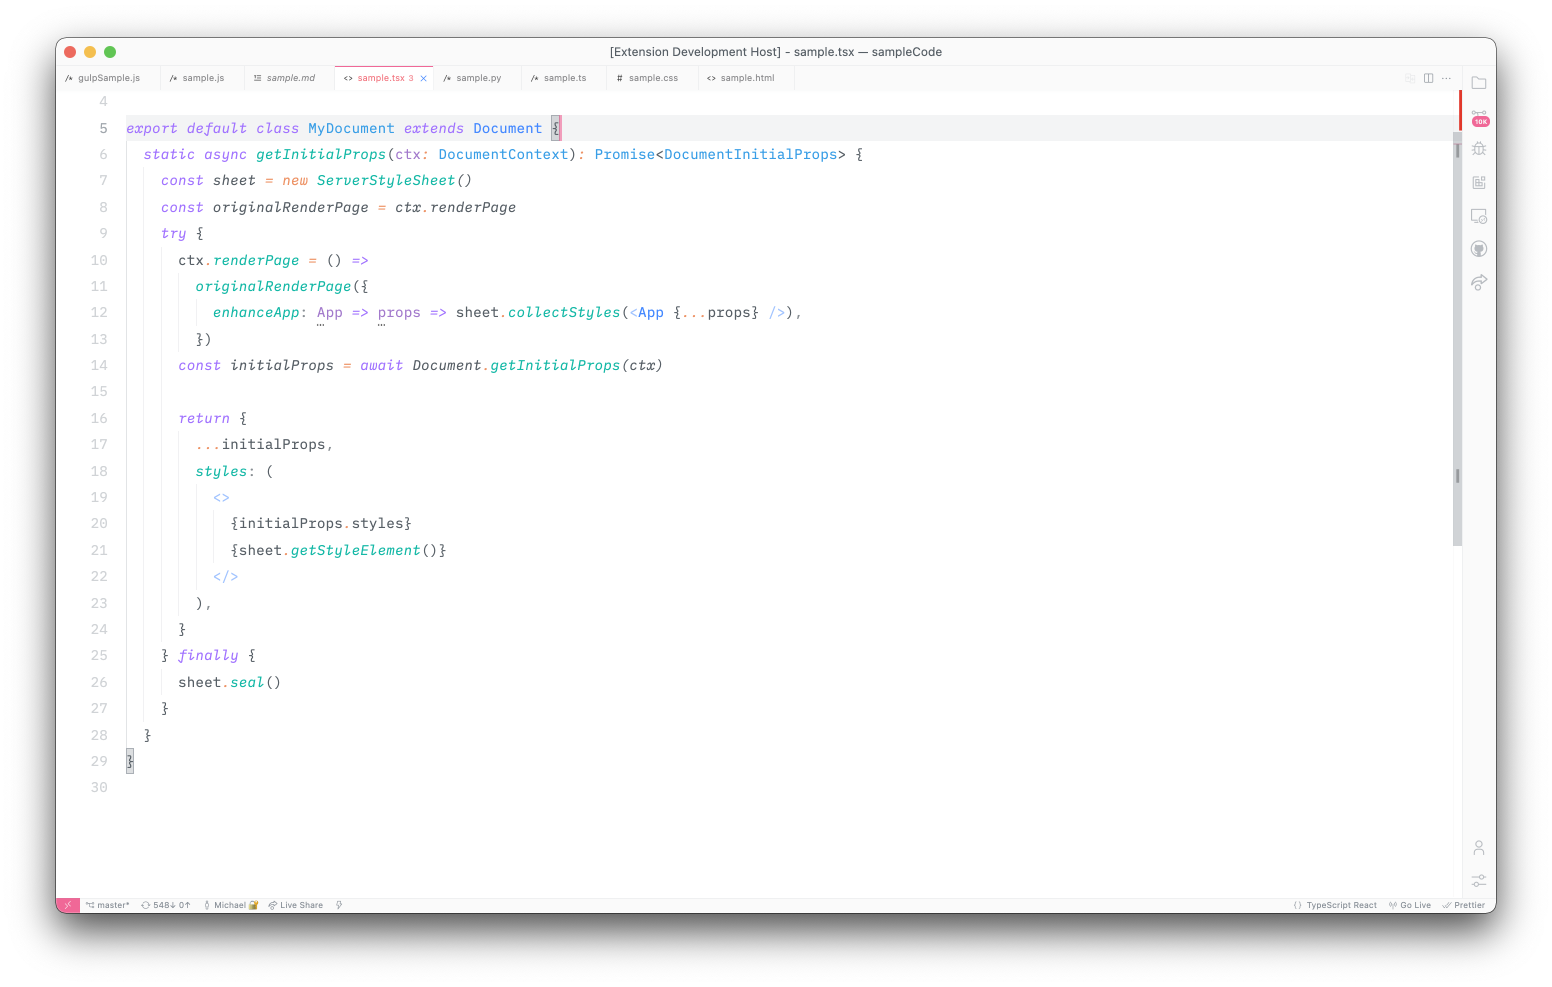 [Extension Development Host] - sample.tsx — sampleCode
gulpSample.js sample.js sample.md sample.tsx 3 sample.py sample.ts # sample.css <> sample.html
4
5 export default class MyDocument extends Document {
6 static async getInitialProps(ctx: DocumentContext): Promise<DocumentInitialProps> {
7 const sheet = new ServerStyleSheet()
8 const originalRenderPage = ctx.renderPage
9 try {
10 ctx.renderPage = () =>
11 originalRenderPage({
12 enhanceApp: App => props => sheet.collectStyles(<App {...props} />),
13 })
14 const initialProps = await Document.getInitialProps(ctx)
15
16 return {
17 ...initialProps,
18 styles: (
19 <>
20 {initialProps.styles}
21 {sheet.getStyleElement()}
22 </>
23 ),
24 }
25 } finally {
26 sheet.seal()
27 }
28 }
29 }
30
10K
master* 548↓ 0↑ Michael Live Share {} TypeScript React Go Live Prettier